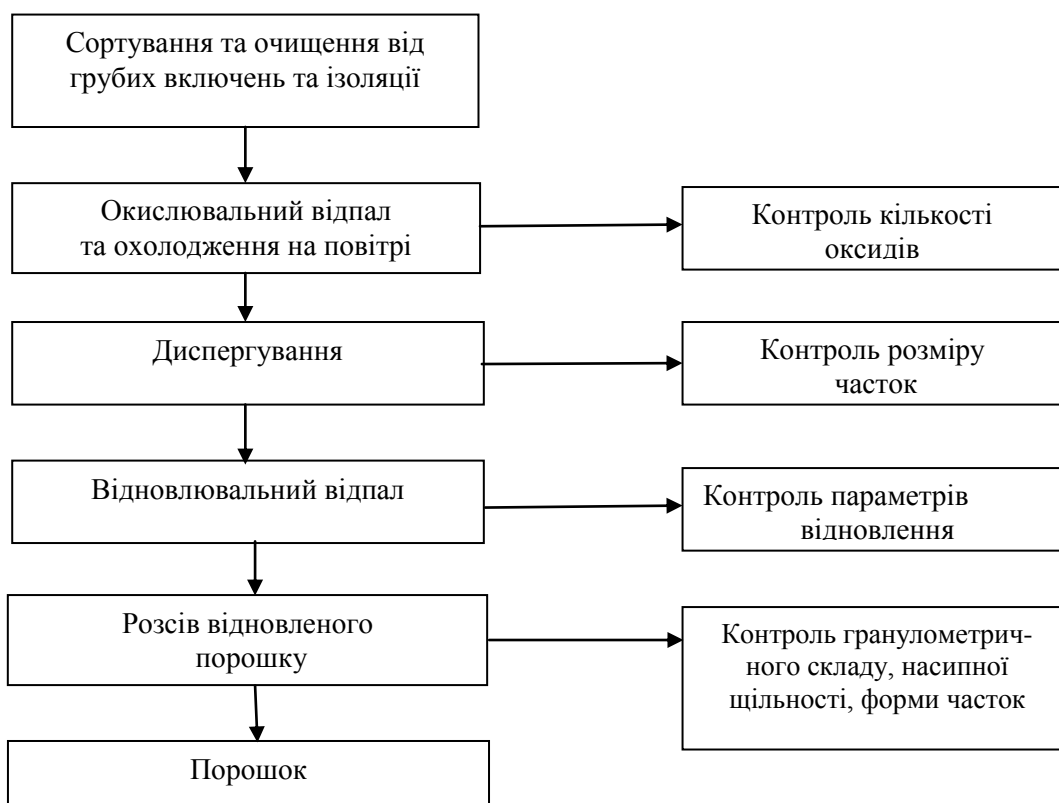 Сортування та очищення від
грубих включень та ізоляції
Окислювальний відпал
та охолодження на повітрі
Контроль кількості
оксидів
Диспергування
Контроль розміру
часток
Відновлювальний відпал
Контроль параметрів
відновлення
Розсів відновленого
порошку
Контроль гранулометрич-
ного складу, насипної
щільності, форми часток
Порошок